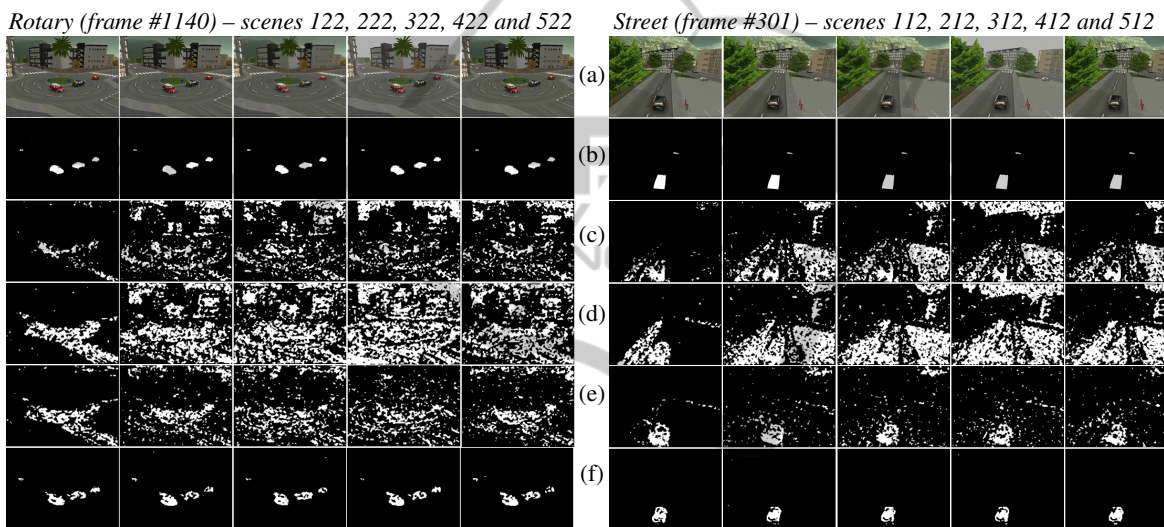 Rotary (frame #1140) – scenes 122, 222, 322, 422 and 522
Street (frame #301) – scenes 112, 212, 312, 412 and 512
(a)
(b)
(c)
(d)
(e)
(f)